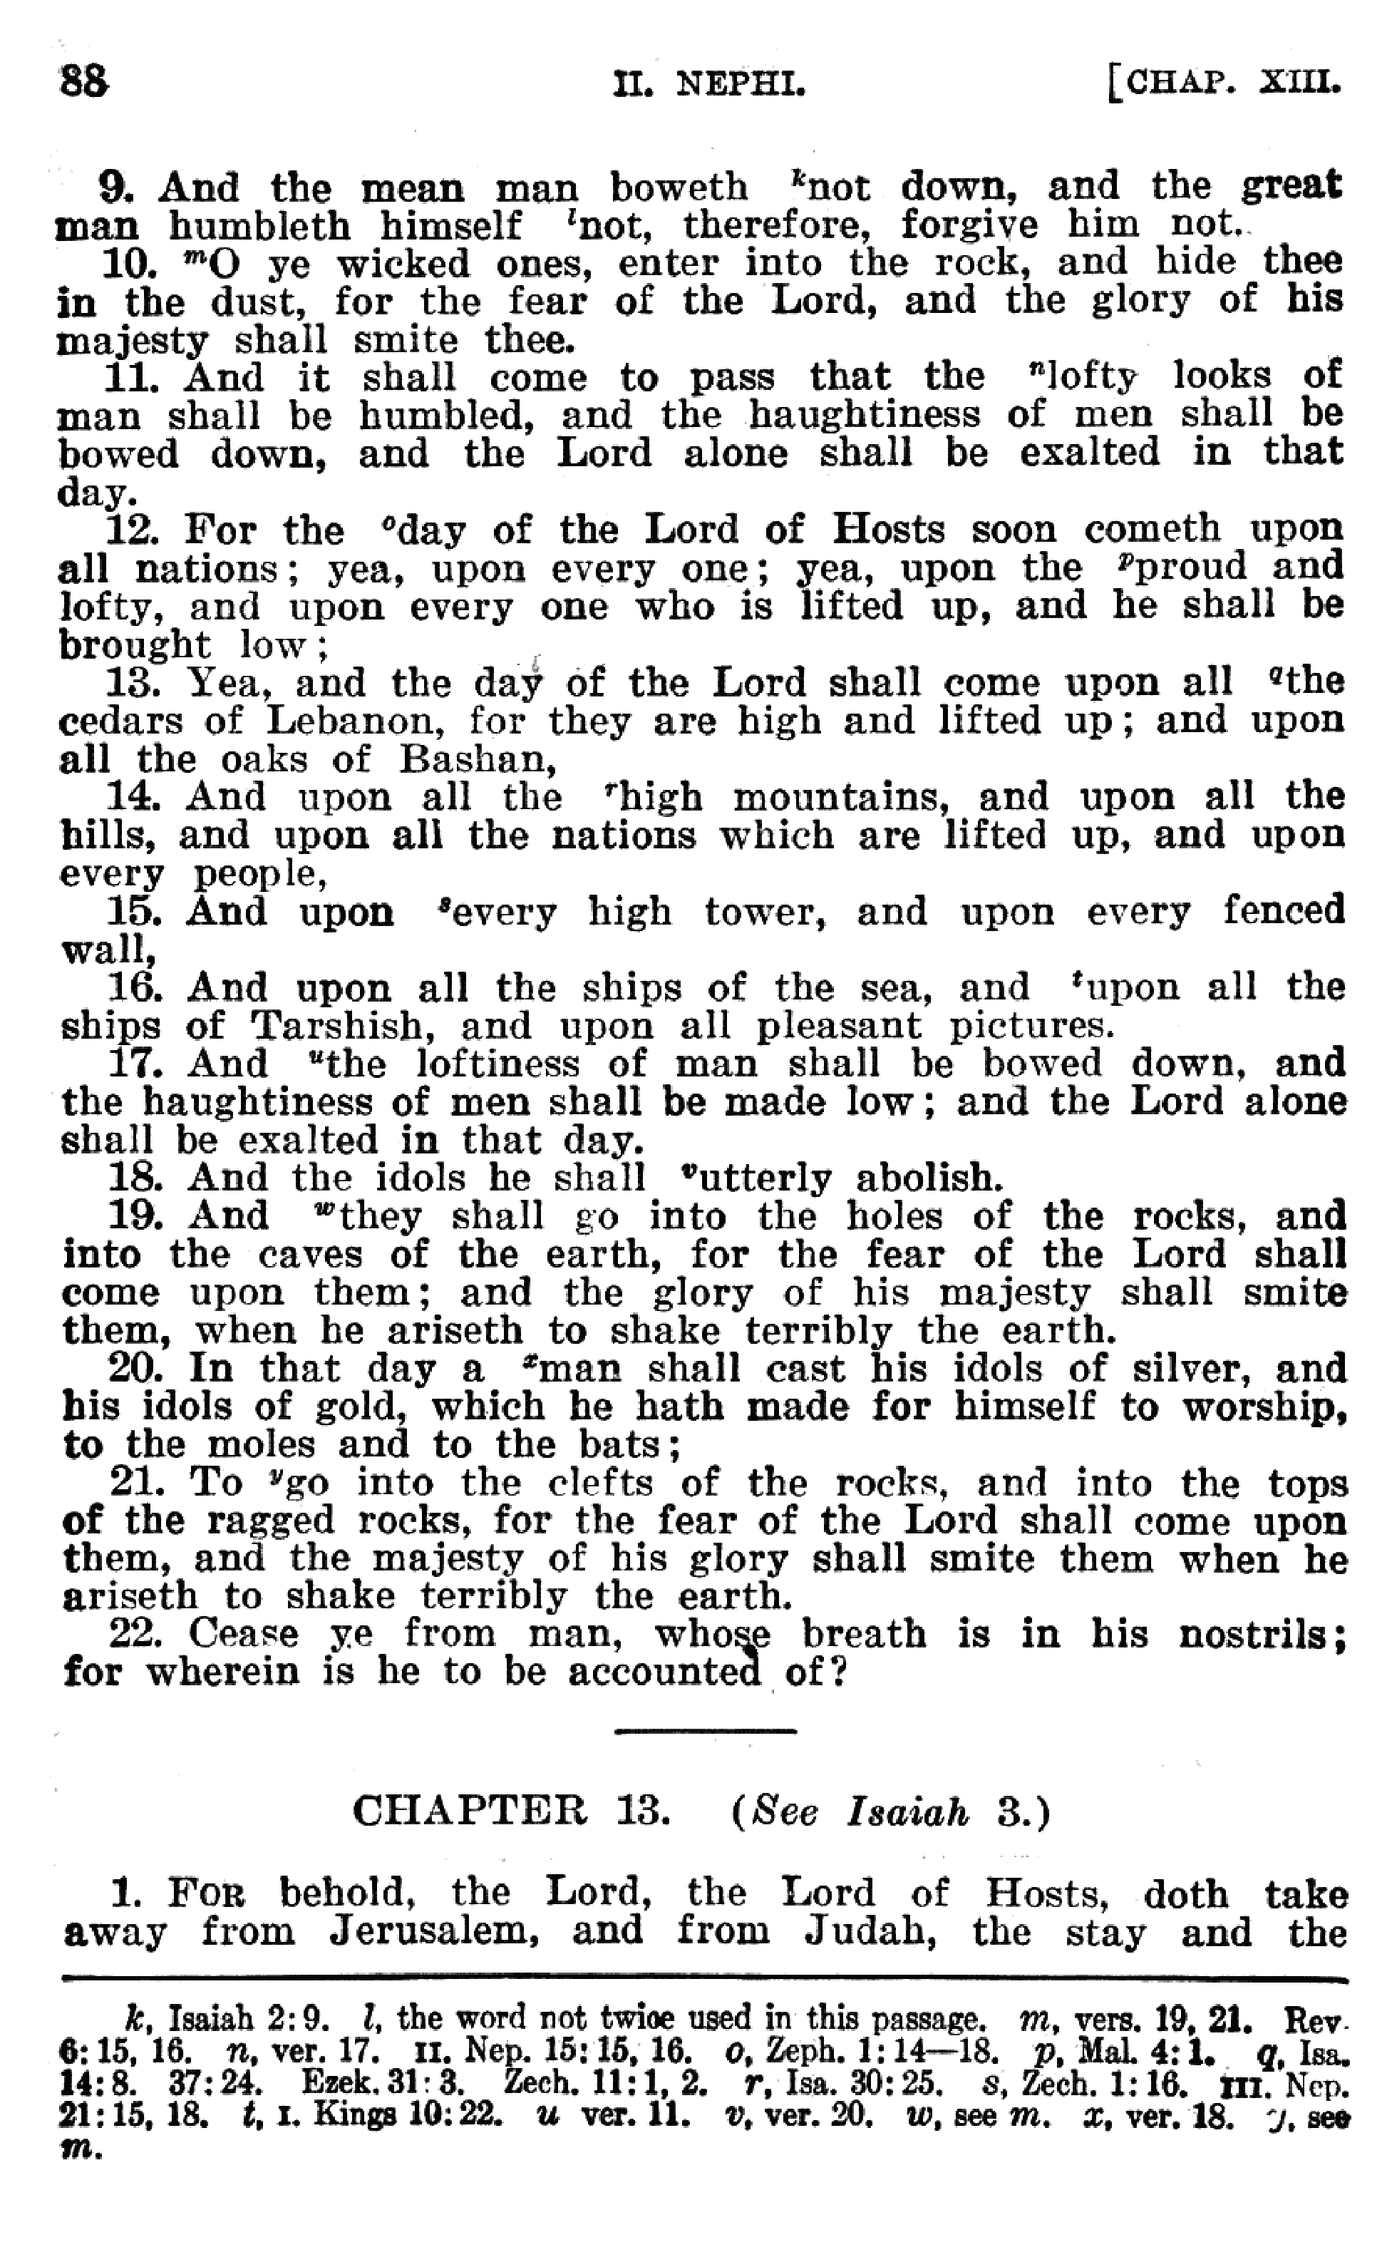 88 II. NEPHI. [CHAP. XIII.
9. And the mean man boweth ᵏnot down, and the great
man humbleth himself ˡnot, therefore, forgive him not.
10. ᵐO ye wicked ones, enter into the rock, and hide thee
in the dust, for the fear of the Lord, and the glory of his
majesty shall smite thee.
11. And it shall come to pass that the ⁿlofty looks of
man shall be humbled, and the haughtiness of men shall be
bowed down, and the Lord alone shall be exalted in that
day.
12. For the ᵒday of the Lord of Hosts soon cometh upon
all nations; yea, upon every one; yea, upon the ᵖproud and
lofty, and upon every one who is lifted up, and he shall be
brought low;
13. Yea, and the day of the Lord shall come upon all qthe
cedars of Lebanon, for they are high and lifted up; and upon
all the oaks of Bashan,
14. And upon all the ʳhigh mountains, and upon all the
hills, and upon all the nations which are lifted up, and upon
every people,
15. And upon ˢevery high tower, and upon every fenced
wall,
16. And upon all the ships of the sea, and ᵗupon all the
ships of Tarshish, and upon all pleasant pictures.
17. And ᵘthe loftiness of man shall be bowed down, and
the haughtiness of men shall be made low; and the Lord alone
shall be exalted in that day.
18. And the idols he shall ᵛutterly abolish.
19. And ʷthey shall go into the holes of the rocks, and
into the caves of the earth, for the fear of the Lord shall
come upon them; and the glory of his majesty shall smite
them, when he ariseth to shake terribly the earth.
20. In that day a ˣman shall cast his idols of silver, and
his idols of gold, which he hath made for himself to worship,
to the moles and to the bats;
21. To ʸgo into the clefts of the rocks, and into the tops
of the ragged rocks, for the fear of the Lord shall come upon
them, and the majesty of his glory shall smite them when he
ariseth to shake terribly the earth.
22. Cease ye from man, whose breath is in his nostrils;
for wherein is he to be accounted of?
CHAPTER 13. (See Isaiah 3.)
1. FOR behold, the Lord, the Lord of Hosts, doth take
away from Jerusalem, and from Judah, the stay and the
k, Isaiah 2:9. l, the word not twice used in this passage. m, vers. 19, 21. Rev.
6:15, 16. n, ver. 17. II. Nep. 15:15, 16. o, Zeph. 1:14—18. p, Mal. 4:1. q, Isa.
14:8. 37:24. Ezek. 31:3. Zech. 11:1, 2. r, Isa. 30:25. s, Zech. 1:16. III. Nep.
21:15, 18. t, I. Kings 10:22. u ver. 11. v, ver. 20. w, see m. x, ver. 18. y, see
m.